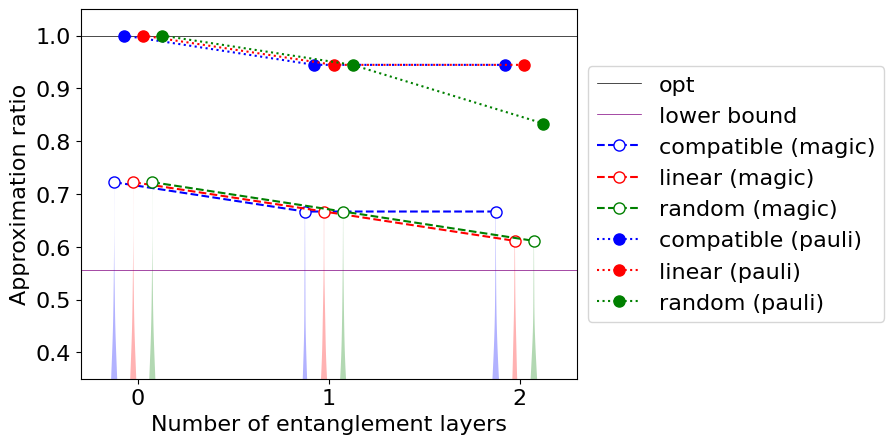 Approximation ratio
1.0
0.9
0.8
0.7
0.6
0.5
0.4
0
1
2
Number of entanglement layers
opt
lower bound
compatible (magic)
linear (magic)
random (magic)
compatible (pauli)
linear (pauli)
random (pauli)